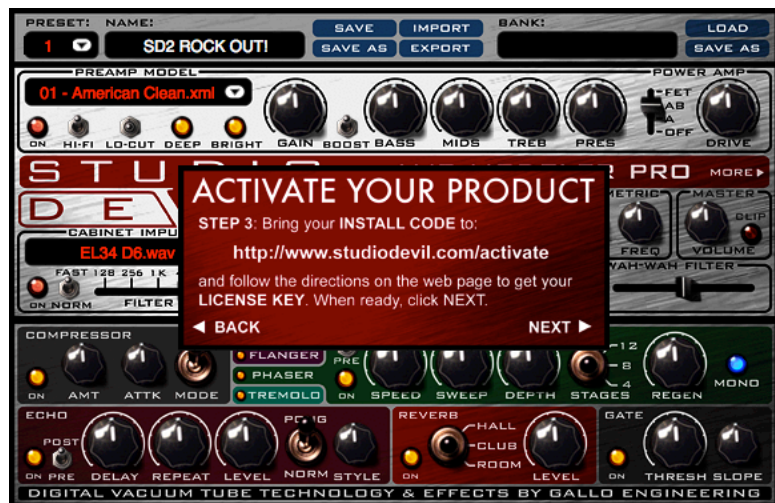 PRESET: NAME: SAVE IMPORT BANK: LOAD
1 SD2 ROCK OUT! SAVE AS EXPORT SAVE AS
PREAMP MODEL POWER AMP
01 - American Clean.xml
FET
AB
A
OFF
ON HI-FI LO-CUT DEEP BRIGHT GAIN BOOST BASS MIDS TREB PRES DRIVE
STUDIO PRO MORE
DE
MASTER
CLIP
FREQ VOLUME
EL34 D6.wav
WAH-WAH FILTER
FAST 128 256 1K
ON NORM FILTER
ACTIVATE YOUR PRODUCT
STEP 3: Bring your INSTALL CODE to:
http://www.studiodevil.com/activate
and follow the directions on the web page to get your
LICENSE KEY. When ready, click NEXT.
BACK NEXT
COMPRESSOR
ON AMT ATTK MODE
FLANGER
PHASER
TREMOLO
PRE
ON SPEED SWEEP DEPTH STAGES REGEN MONO
12
8
4
ECHO
POST
ON PRE DELAY REPEAT LEVEL NORM STYLE
REVERB
HALL
CLUB
ROOM
ON LEVEL
GATE
ON THRESH SLOPE
DIGITAL VACUUM TUBE TECHNOLOGY & EFFECTS BY GALLO ENGINEERING